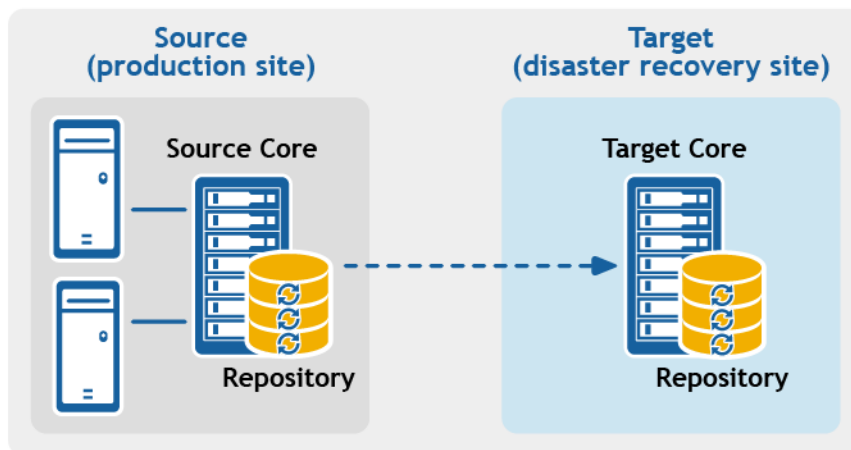 Source
(production site)
Target
(disaster recovery site)
Source Core
Target Core
Repository
Repository